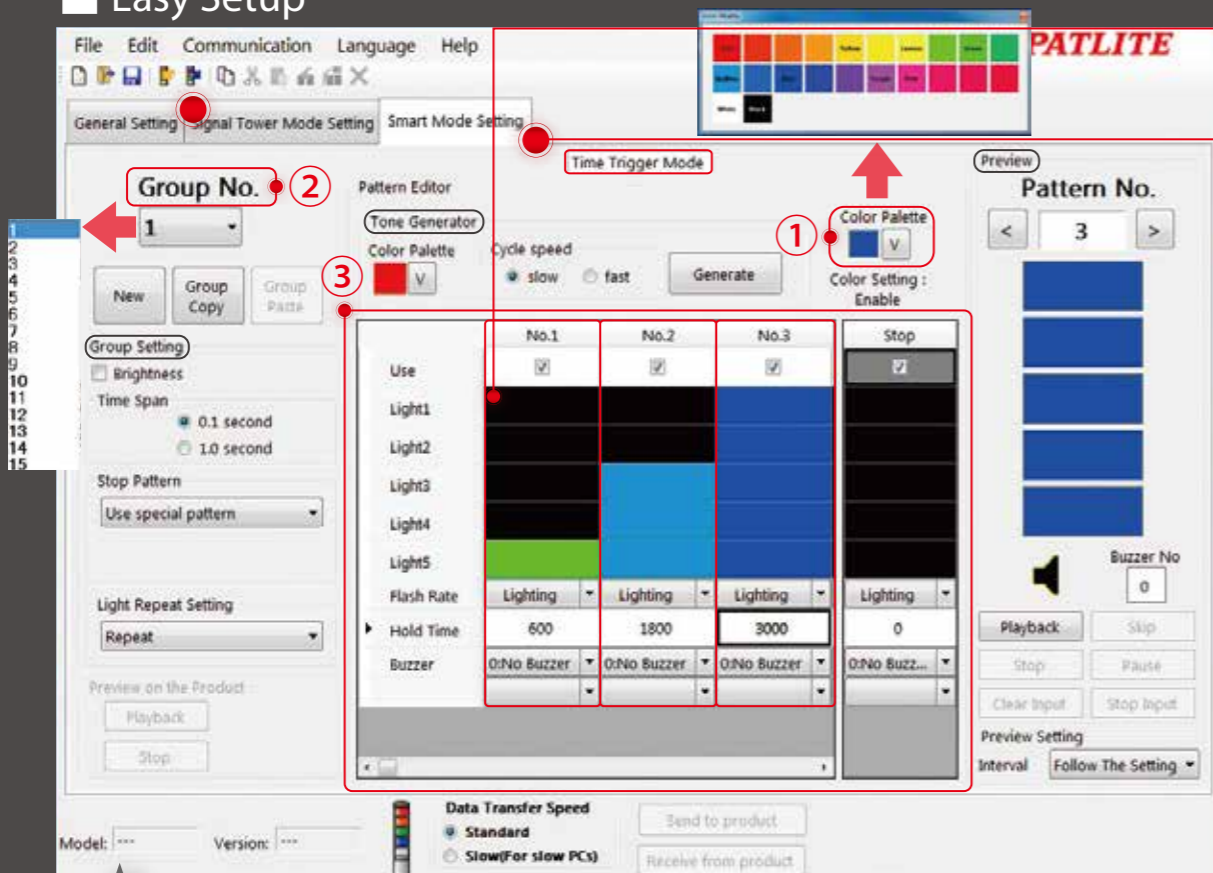 Easy Setup
File Edit Communication Language Help
PATLITE
General Setting Signal Tower Mode Setting Smart Mode Setting
Time Trigger Mode
Group No. ②
1
1
2
3
4
5
6
7
8
9
10
11
12
13
14
15
New Group Copy Group Paste
Group Setting
Brightness
Time Span
0.1 second
1.0 second
Stop Pattern
Use special pattern
Light Repeat Setting
Repeat
Preview on the Product
Playback
Stop
Pattern Editor
Tone Generator
Color Palette
V
Cycle speed
slow fast
Generate
①
Color Palette
V
Color Setting :
Enable
③
No.1 No.2 No.3 Stop
Use
Light1
Light2
Light3
Light4
Light5
Flash Rate Lighting Lighting Lighting Lighting
Hold Time 600 1800 3000 0
Buzzer 0:No Buzzer 0:No Buzzer 0:No Buzzer 0:No Buzz...
Preview
Pattern No.
< 3 >
Buzzer No
0
Playback Skip
Stop Pause
Clear Input Stop Input
Preview Setting
Interval Follow The Setting
Model: --- Version: ---
Data Transfer Speed
Standard
Slow(For slow PCs)
Send to product
Receive from product